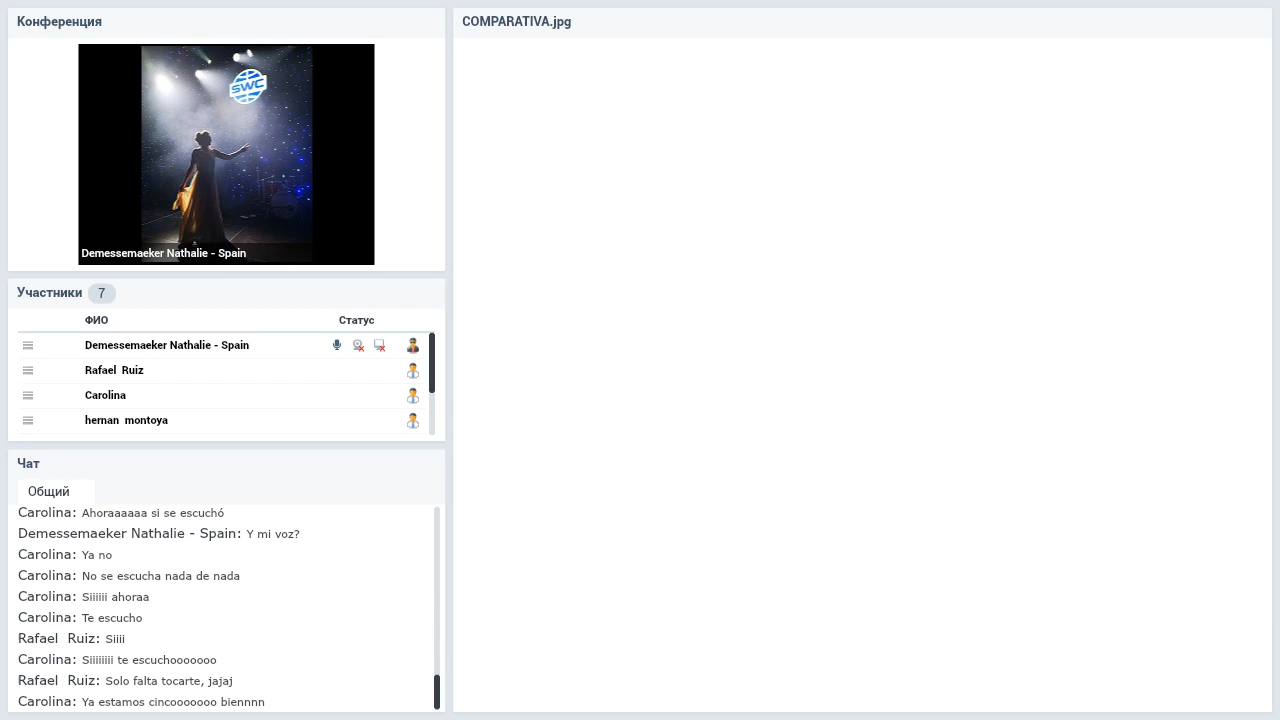 Конференция
SWC
Demessemaeker Nathalie - Spain
Участники 7
ФИО Статус
Demessemaeker Nathalie - Spain
Rafael Ruiz
Carolina
hernan montoya
Чат
Общий
Carolina: Ahoraaaaaa si se escuchó
Demessemaeker Nathalie - Spain: Y mi voz?
Carolina: Ya no
Carolina: No se escucha nada de nada
Carolina: Siiiiii ahoraa
Carolina: Te escucho
Rafael Ruiz: Siiii
Carolina: Siiiiiiii te escuchooooooo
Rafael Ruiz: Solo falta tocarte, jajaj
Carolina: Ya estamos cincooooooo biennnn
COMPARATIVA.jpg